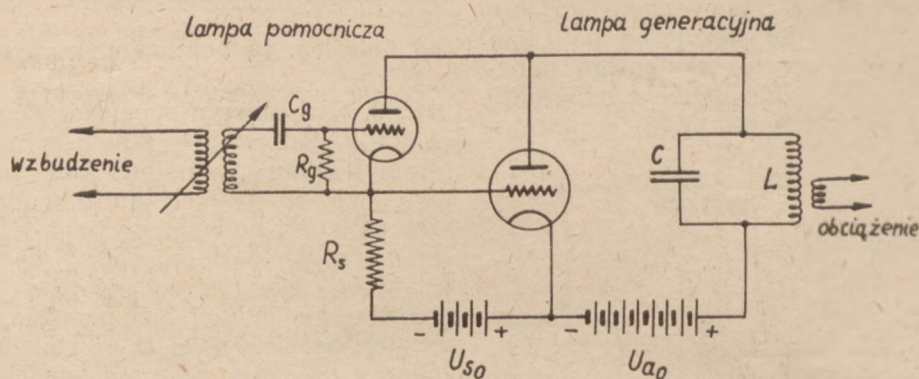 lampa pomocnicza
lampa generacyjna
wzbudzenie
Cg
Rg
C
L
obciążenie
Rs
- +
Us0
- +
Ua0